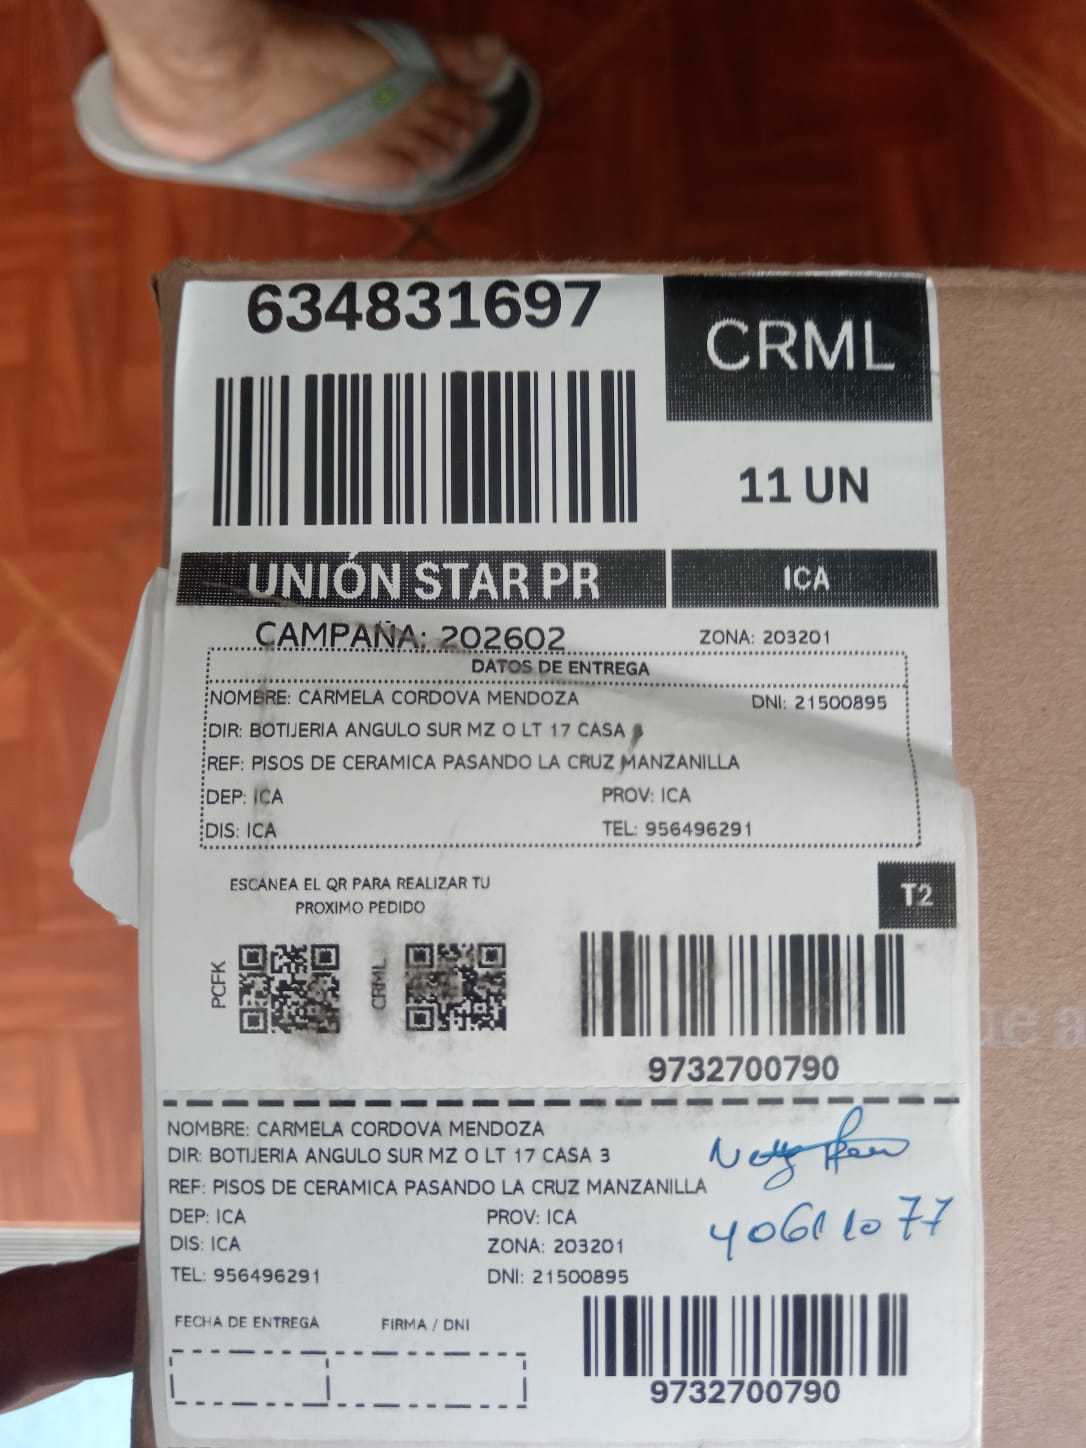 634831697
CRML
11 UN
UNIÓN STAR PR
ICA
CAMPAÑA: 202602
ZONA: 203201
DATOS DE ENTREGA
NOMBRE: CARMELA CORDOVA MENDOZA
DNI: 21500895
DIR: BOTIJERIA ANGULO SUR MZ O LT 17 CASA 3
REF: PISOS DE CERAMICA PASANDO LA CRUZ MANZANILLA
DEP: ICA
PROV: ICA
DIS: ICA
TEL: 956496291
ESCANEA EL QR PARA REALIZAR TU
PROXIMO PEDIDO
T2
PCFK
CRML
9732700790
NOMBRE: CARMELA CORDOVA MENDOZA
DIR: BOTIJERIA ANGULO SUR MZ O LT 17 CASA 3
REF: PISOS DE CERAMICA PASANDO LA CRUZ MANZANILLA
DEP: ICA
PROV: ICA
DIS: ICA
ZONA: 203201
TEL: 956496291
DNI: 21500895
FECHA DE ENTREGA
FIRMA / DNI
9732700790